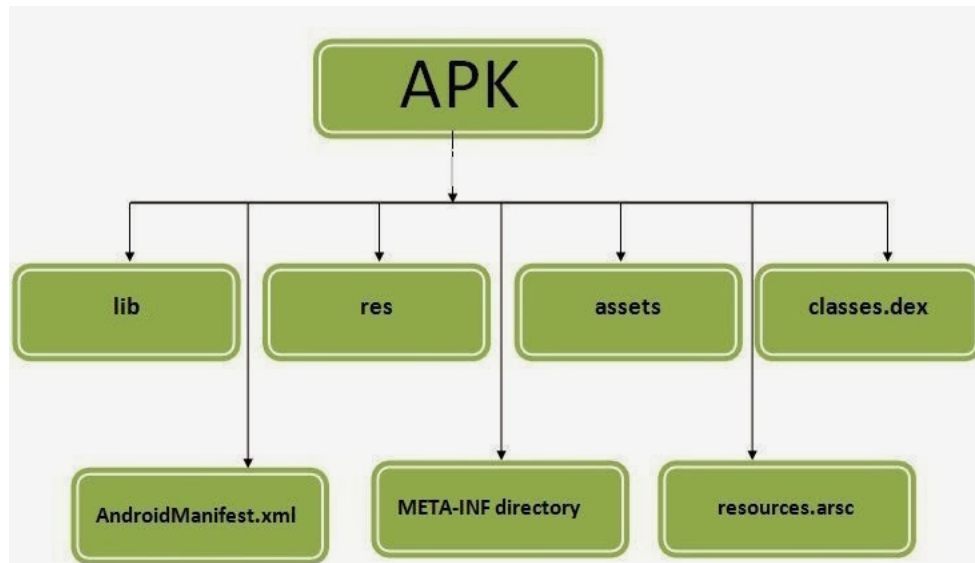 APK
lib
res
assets
classes.dex
AndroidManifest.xml
META-INF directory
resources.arsc